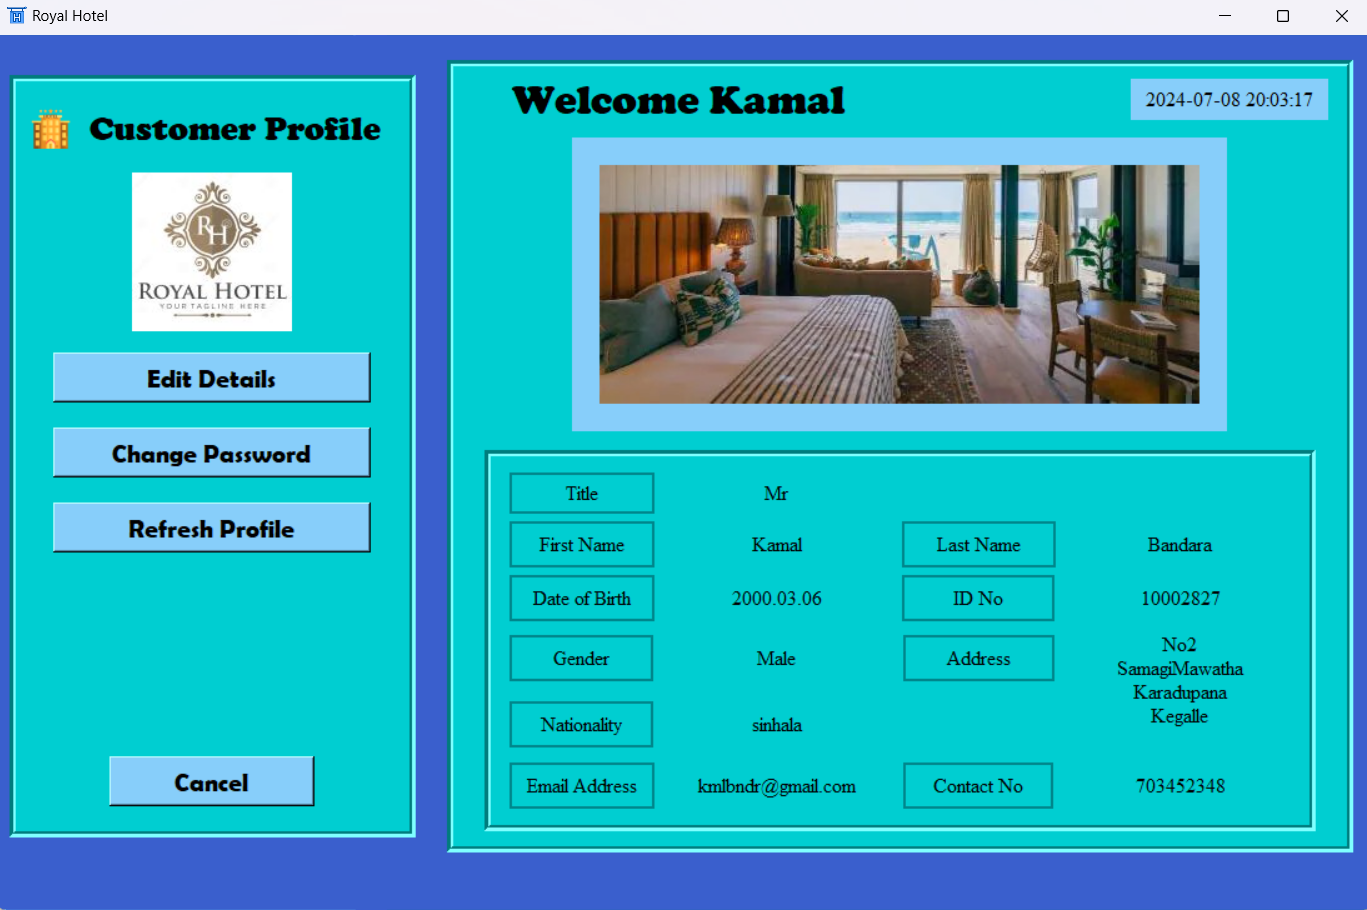 Royal Hotel
Customer Profile
RH
ROYAL HOTEL
YOUR TAGLINE HERE
Edit Details
Change Password
Refresh Profile
Cancel
Welcome Kamal
2024-07-08 20:03:17
Title Mr
First Name Kamal Last Name Bandara
Date of Birth 2000.03.06 ID No 10002827
Gender Male Address No2
SamagiMawatha
Karadupana
Kegalle
Nationality sinhala
Email Address kmlbndr@gmail.com Contact No 703452348